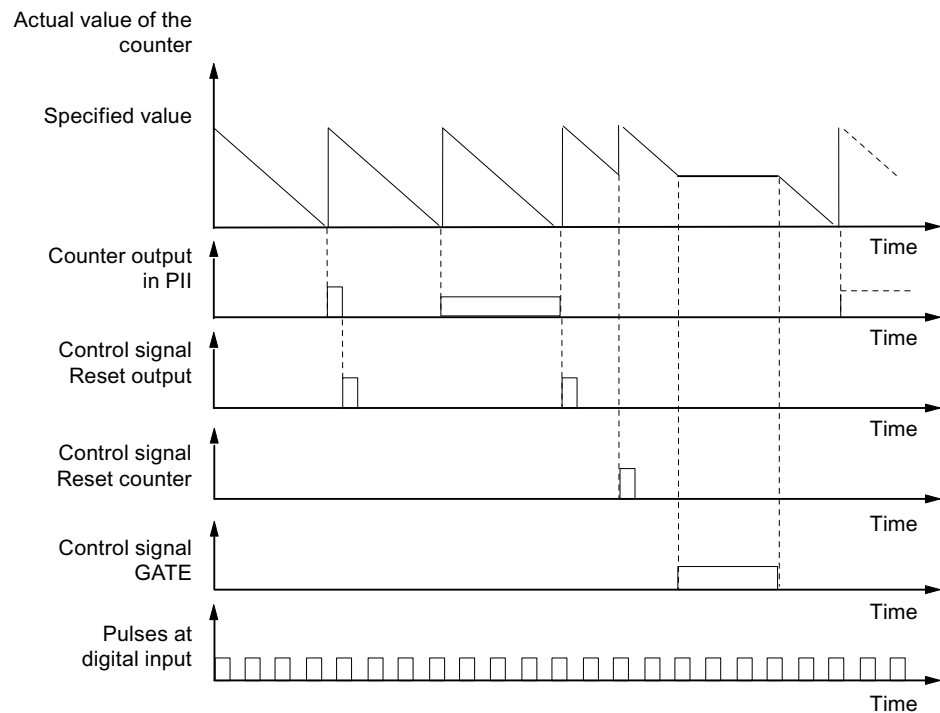 Actual value of the
counter
Specified value
Time
Counter output
in PII
Time
Control signal
Reset output
Time
Control signal
Reset counter
Time
Control signal
GATE
Time
Pulses at
digital input
Time